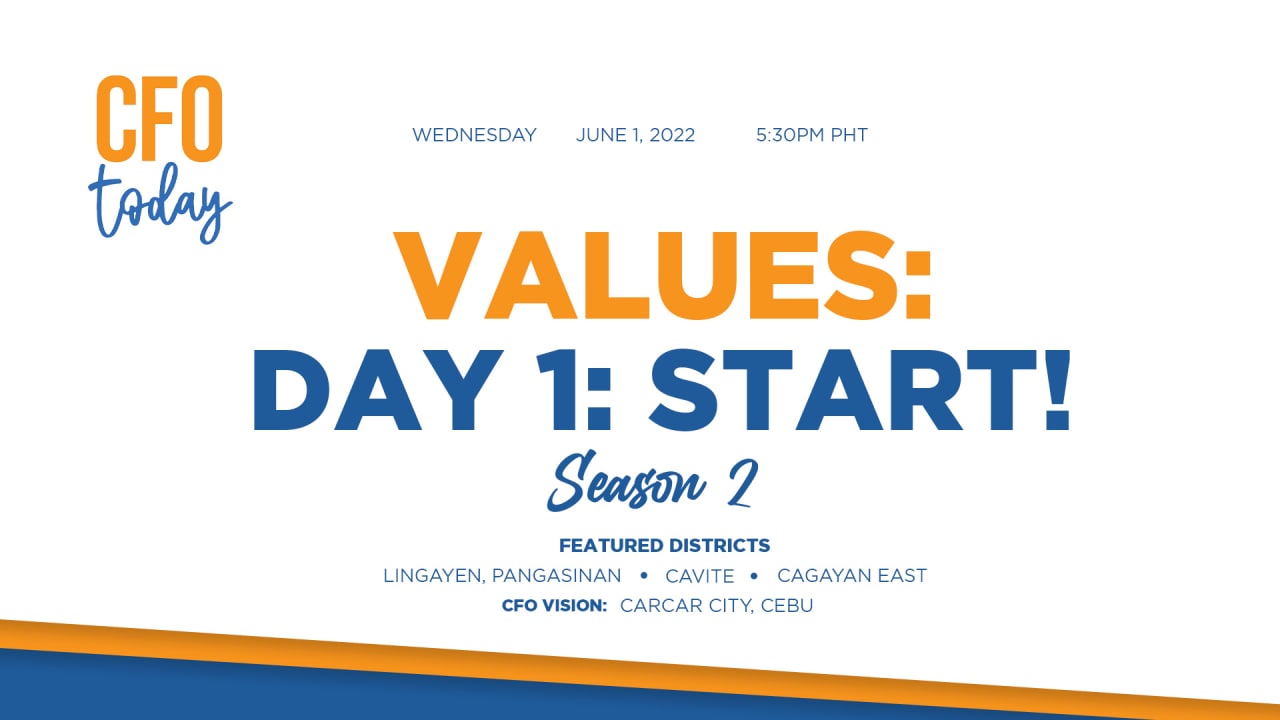 CFO
today
WEDNESDAY JUNE 1, 2022 5:30PM PHT
VALUES:
DAY 1: START!
Season 2
FEATURED DISTRICTS
LINGAYEN, PANGASINAN • CAVITE • CAGAYAN EAST
CFO VISION: CARCAR CITY, CEBU